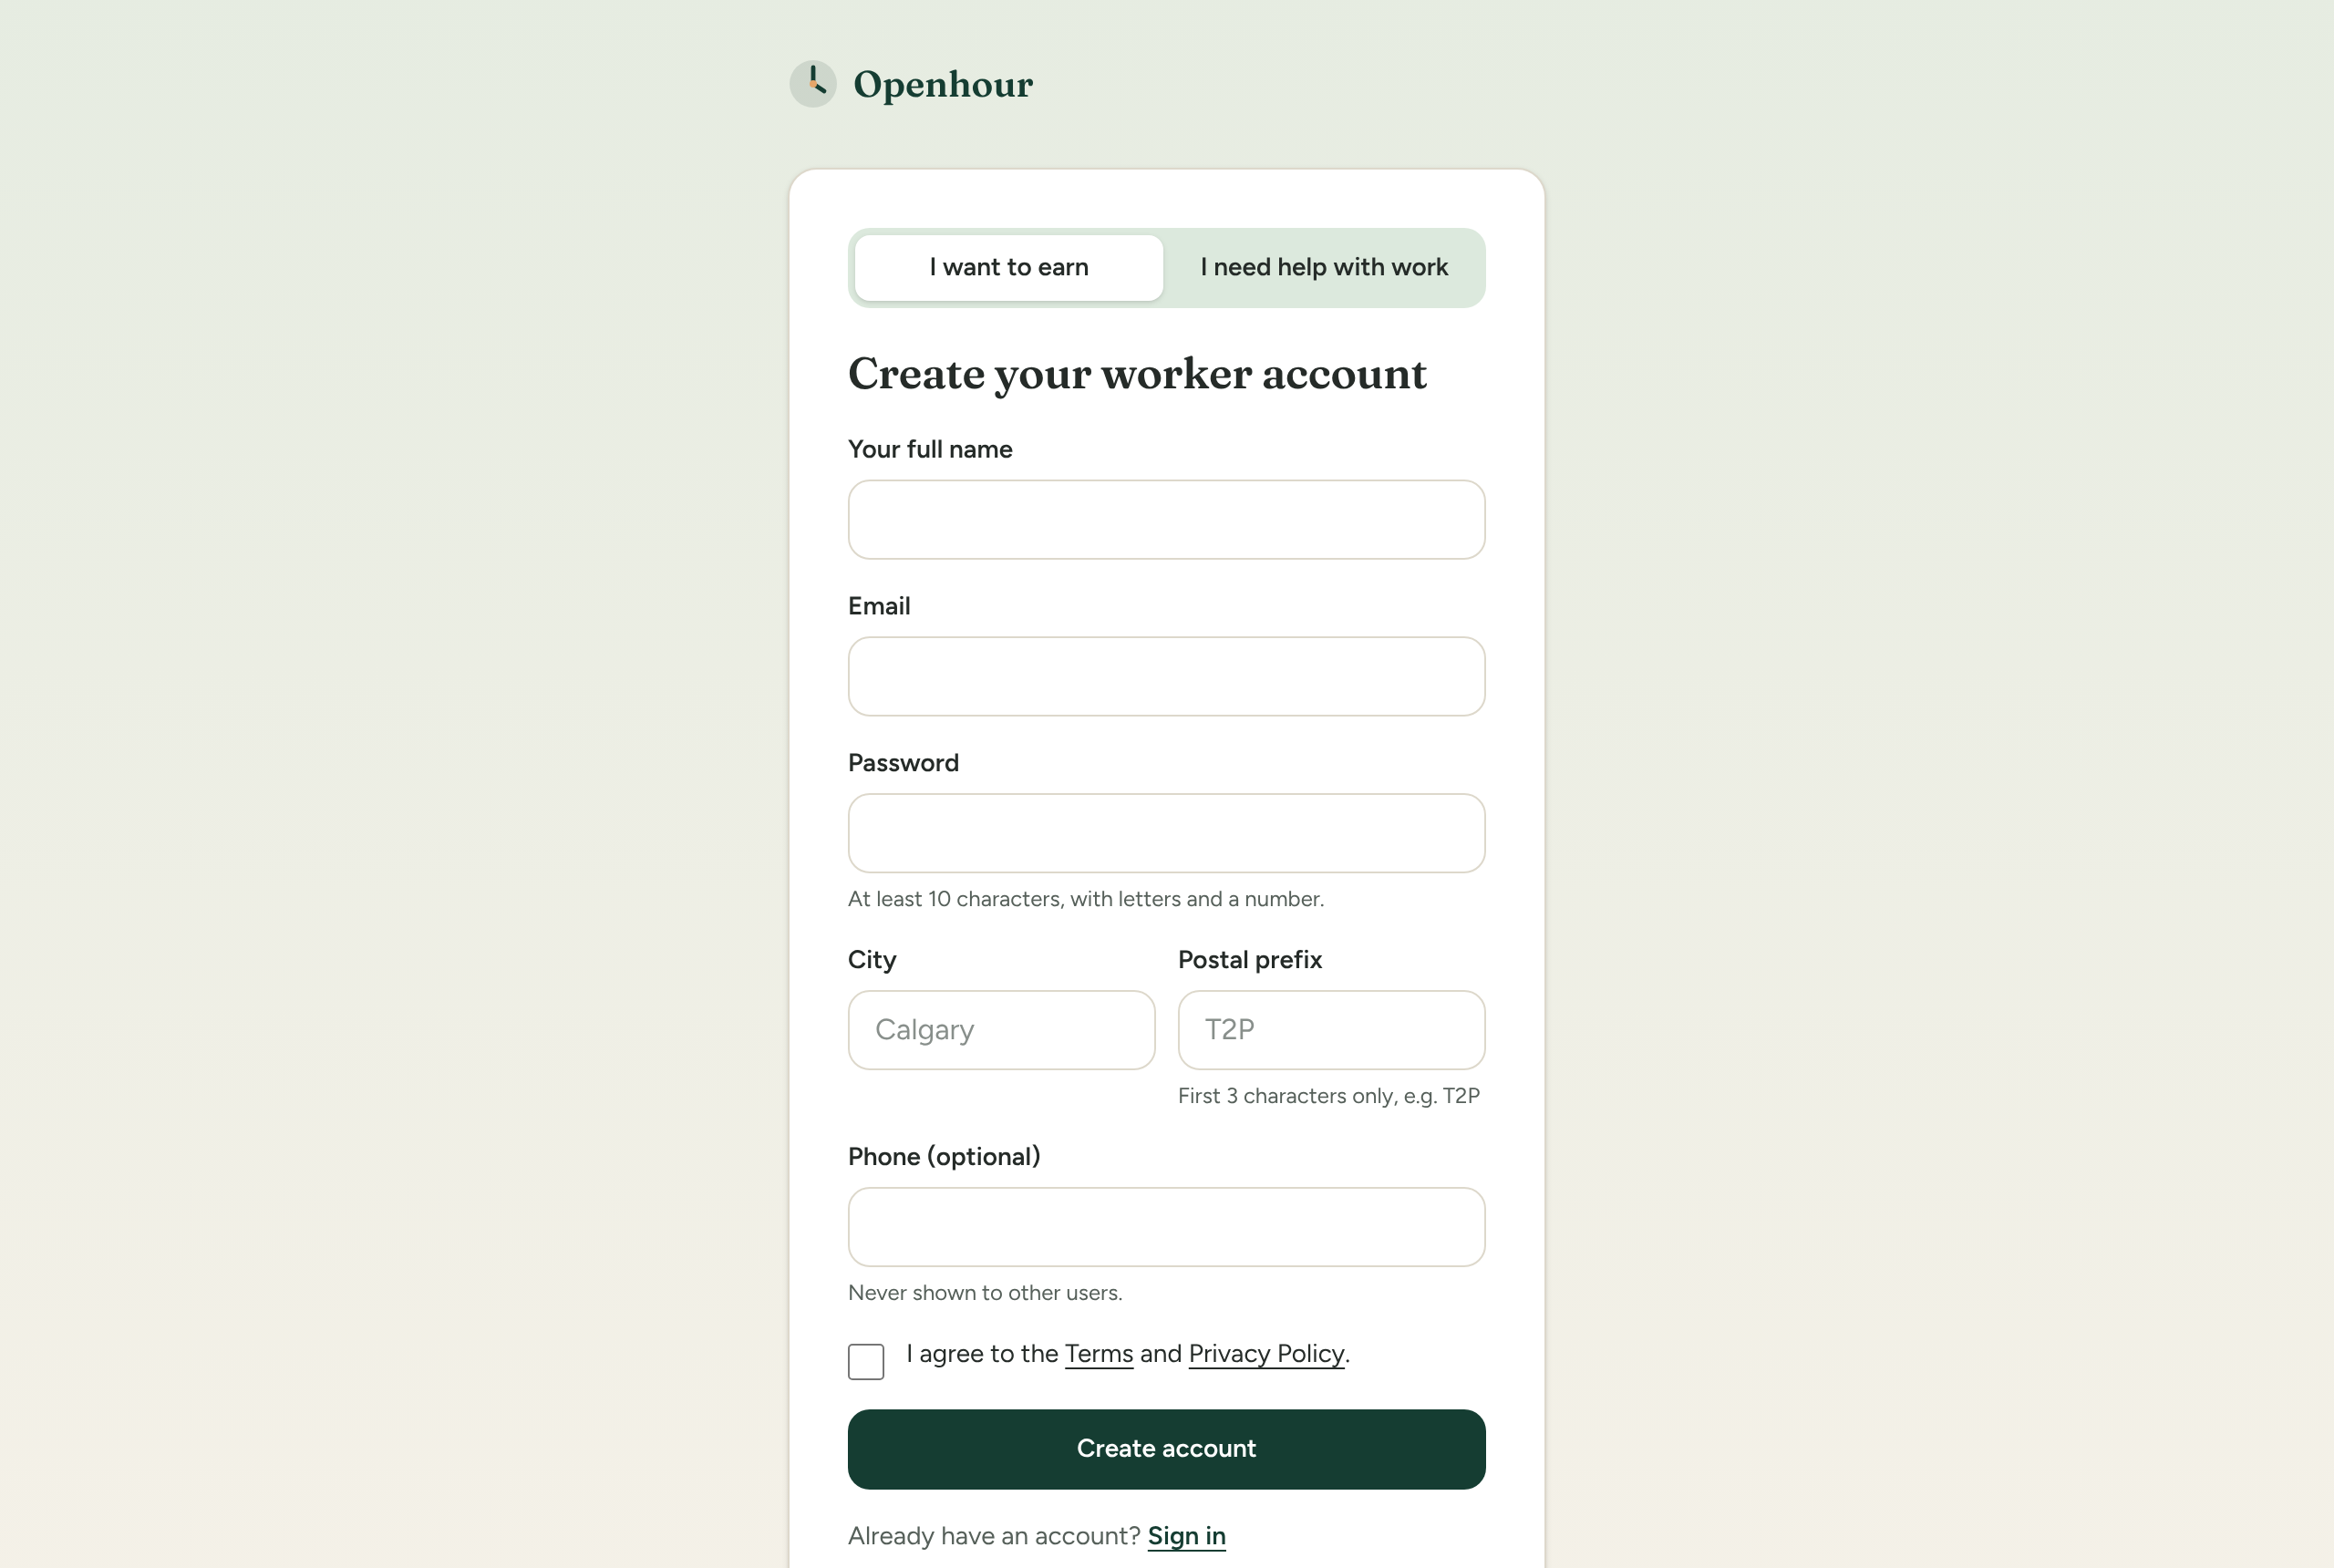 Openhour
I want to earn
I need help with work
Create your worker account
Your full name
Email
Password
At least 10 characters, with letters and a number.
City
Postal prefix
Calgary
T2P
First 3 characters only, e.g. T2P
Phone (optional)
Never shown to other users.
I agree to the Terms and Privacy Policy.
Create account
Already have an account? Sign in